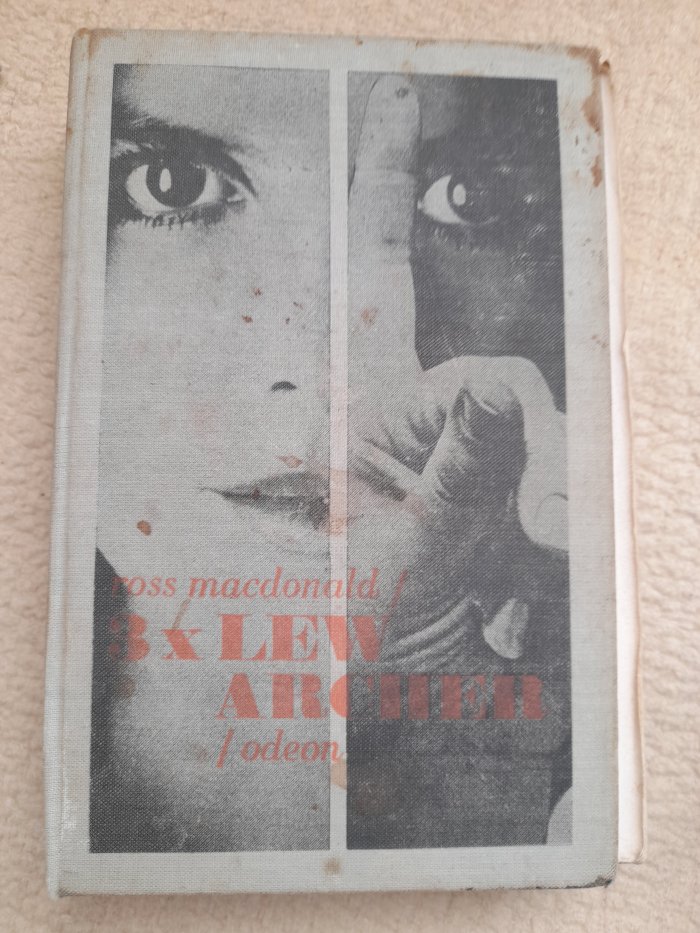 ross macdonald /
3 x LEW
ARCHER
/ odeon